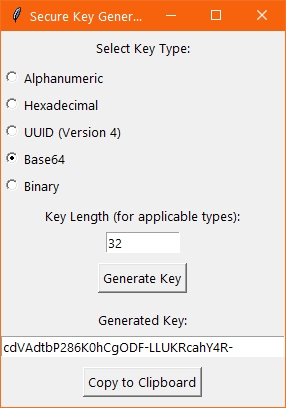 Secure Key Gener...
Select Key Type:
Alphanumeric
Hexadecimal
UUID (Version 4)
Base64
Binary
Key Length (for applicable types):
32
Generate Key
Generated Key:
cdVAdtbP286K0hCgODF-LLUKRcahY4R-
Copy to Clipboard